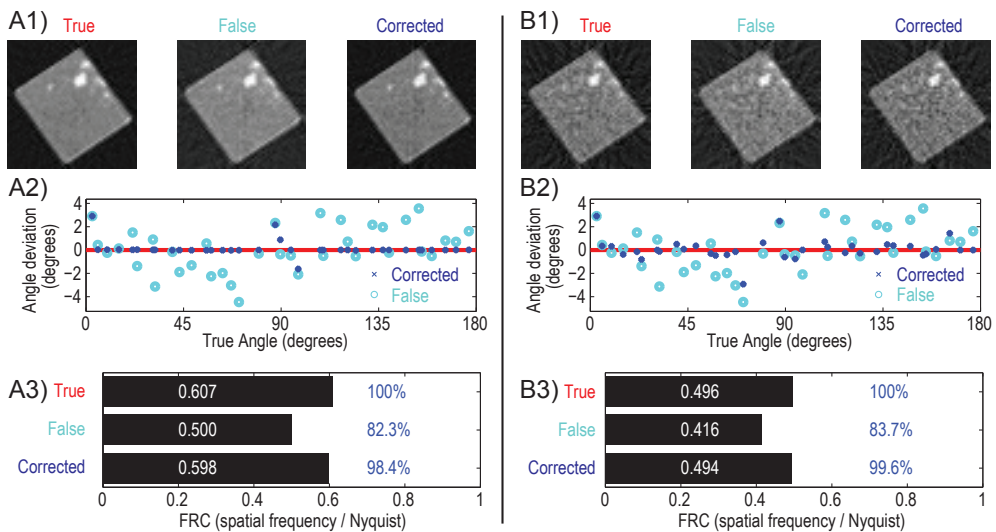 A1)
True False Corrected
A2)
Angle deviation
(degrees)
4
2
0
−2
−4
Corrected
False
0 45 90 135 180
True Angle (degrees)
A3)
True 0.607 100%
False 0.500 82.3%
Corrected 0.598 98.4%
0 0.2 0.4 0.6 0.8 1
FRC (spatial frequency / Nyquist)
B1)
True False Corrected
B2)
Angle deviation
(degrees)
4
2
0
−2
−4
Corrected
False
0 45 90 135 180
True Angle (degrees)
B3)
True 0.496 100%
False 0.416 83.7%
Corrected 0.494 99.6%
0 0.2 0.4 0.6 0.8 1
FRC (spatial frequency / Nyquist)